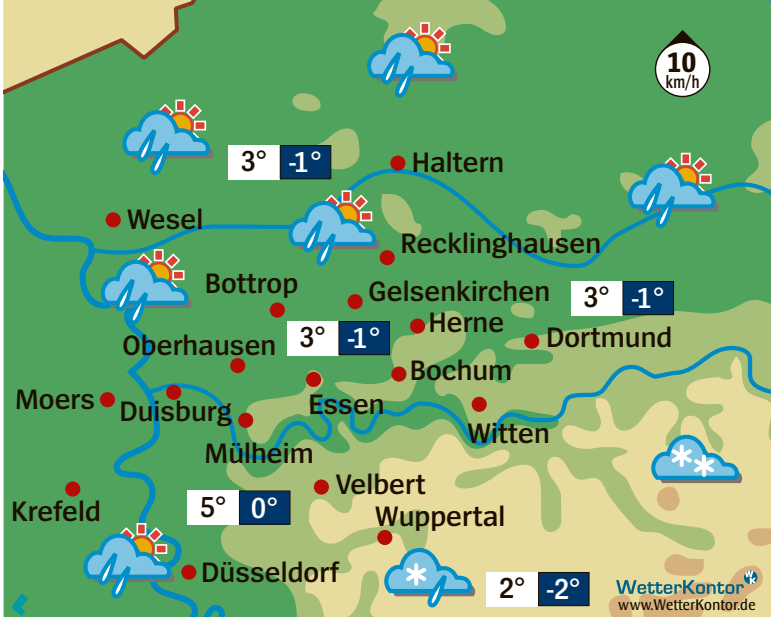 10
km/h
3° -1°
Haltern
Wesel
Recklinghausen
Bottrop
Gelsenkirchen
3° -1°
Herne
3° -1°
Dortmund
Oberhausen
Bochum
Moers
Duisburg
Essen
Witten
Mülheim
Velbert
Krefeld
5° 0°
Wuppertal
Düsseldorf
2° -2°
WetterKontor
www.WetterKontor.de